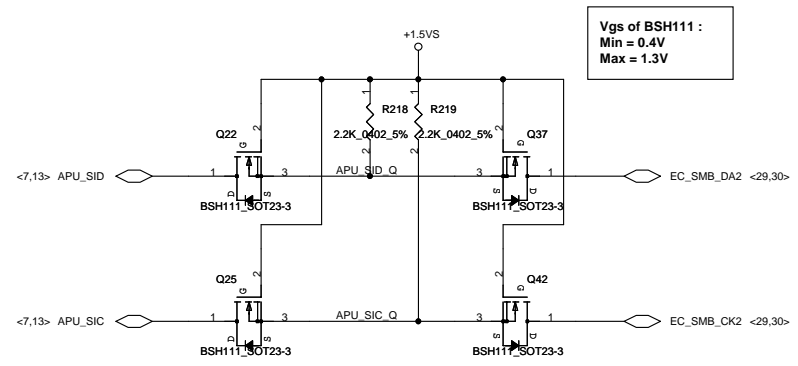 Vgs of BSH111 :
Min = 0.4V
Max = 1.3V
+1.5VS
R218 R219
2.2K_0402_5% 2.2K_0402_5%
1 1
2 2
Q22 Q37
2 2
G G
<7,13> APU_SID 1 3 APU_SID_Q 3 1 EC_SMB_DA2 <29,30>
D S S D
BSH111_SOT23-3 BSH111_SOT23-3
Q25 Q42
2 2
G G
<7,13> APU_SIC 1 3 APU_SIC_Q 3 1 EC_SMB_CK2 <29,30>
D S S D
BSH111_SOT23-3 BSH111_SOT23-3